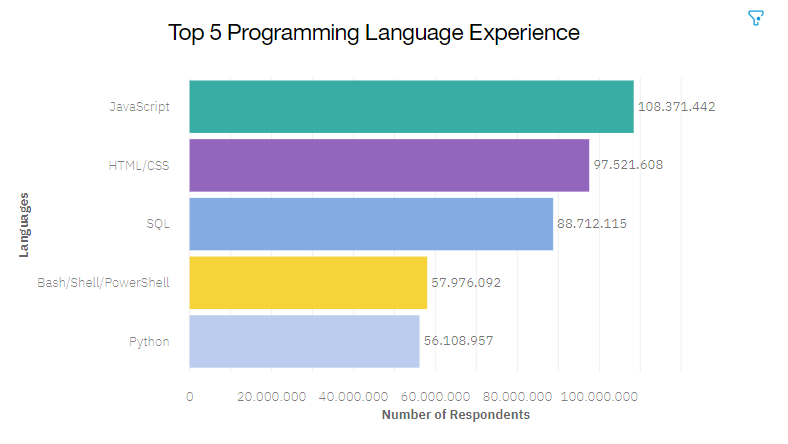 Top 5 Programming Language Experience
JavaScript 108.371.442
HTML/CSS 97.521.608
SQL 88.712.115
Bash/Shell/PowerShell 57.976.092
Python 56.108.957
Languages
0 20.000.000 40.000.000 60.000.000 80.000.000 100.000.000
Number of Respondents